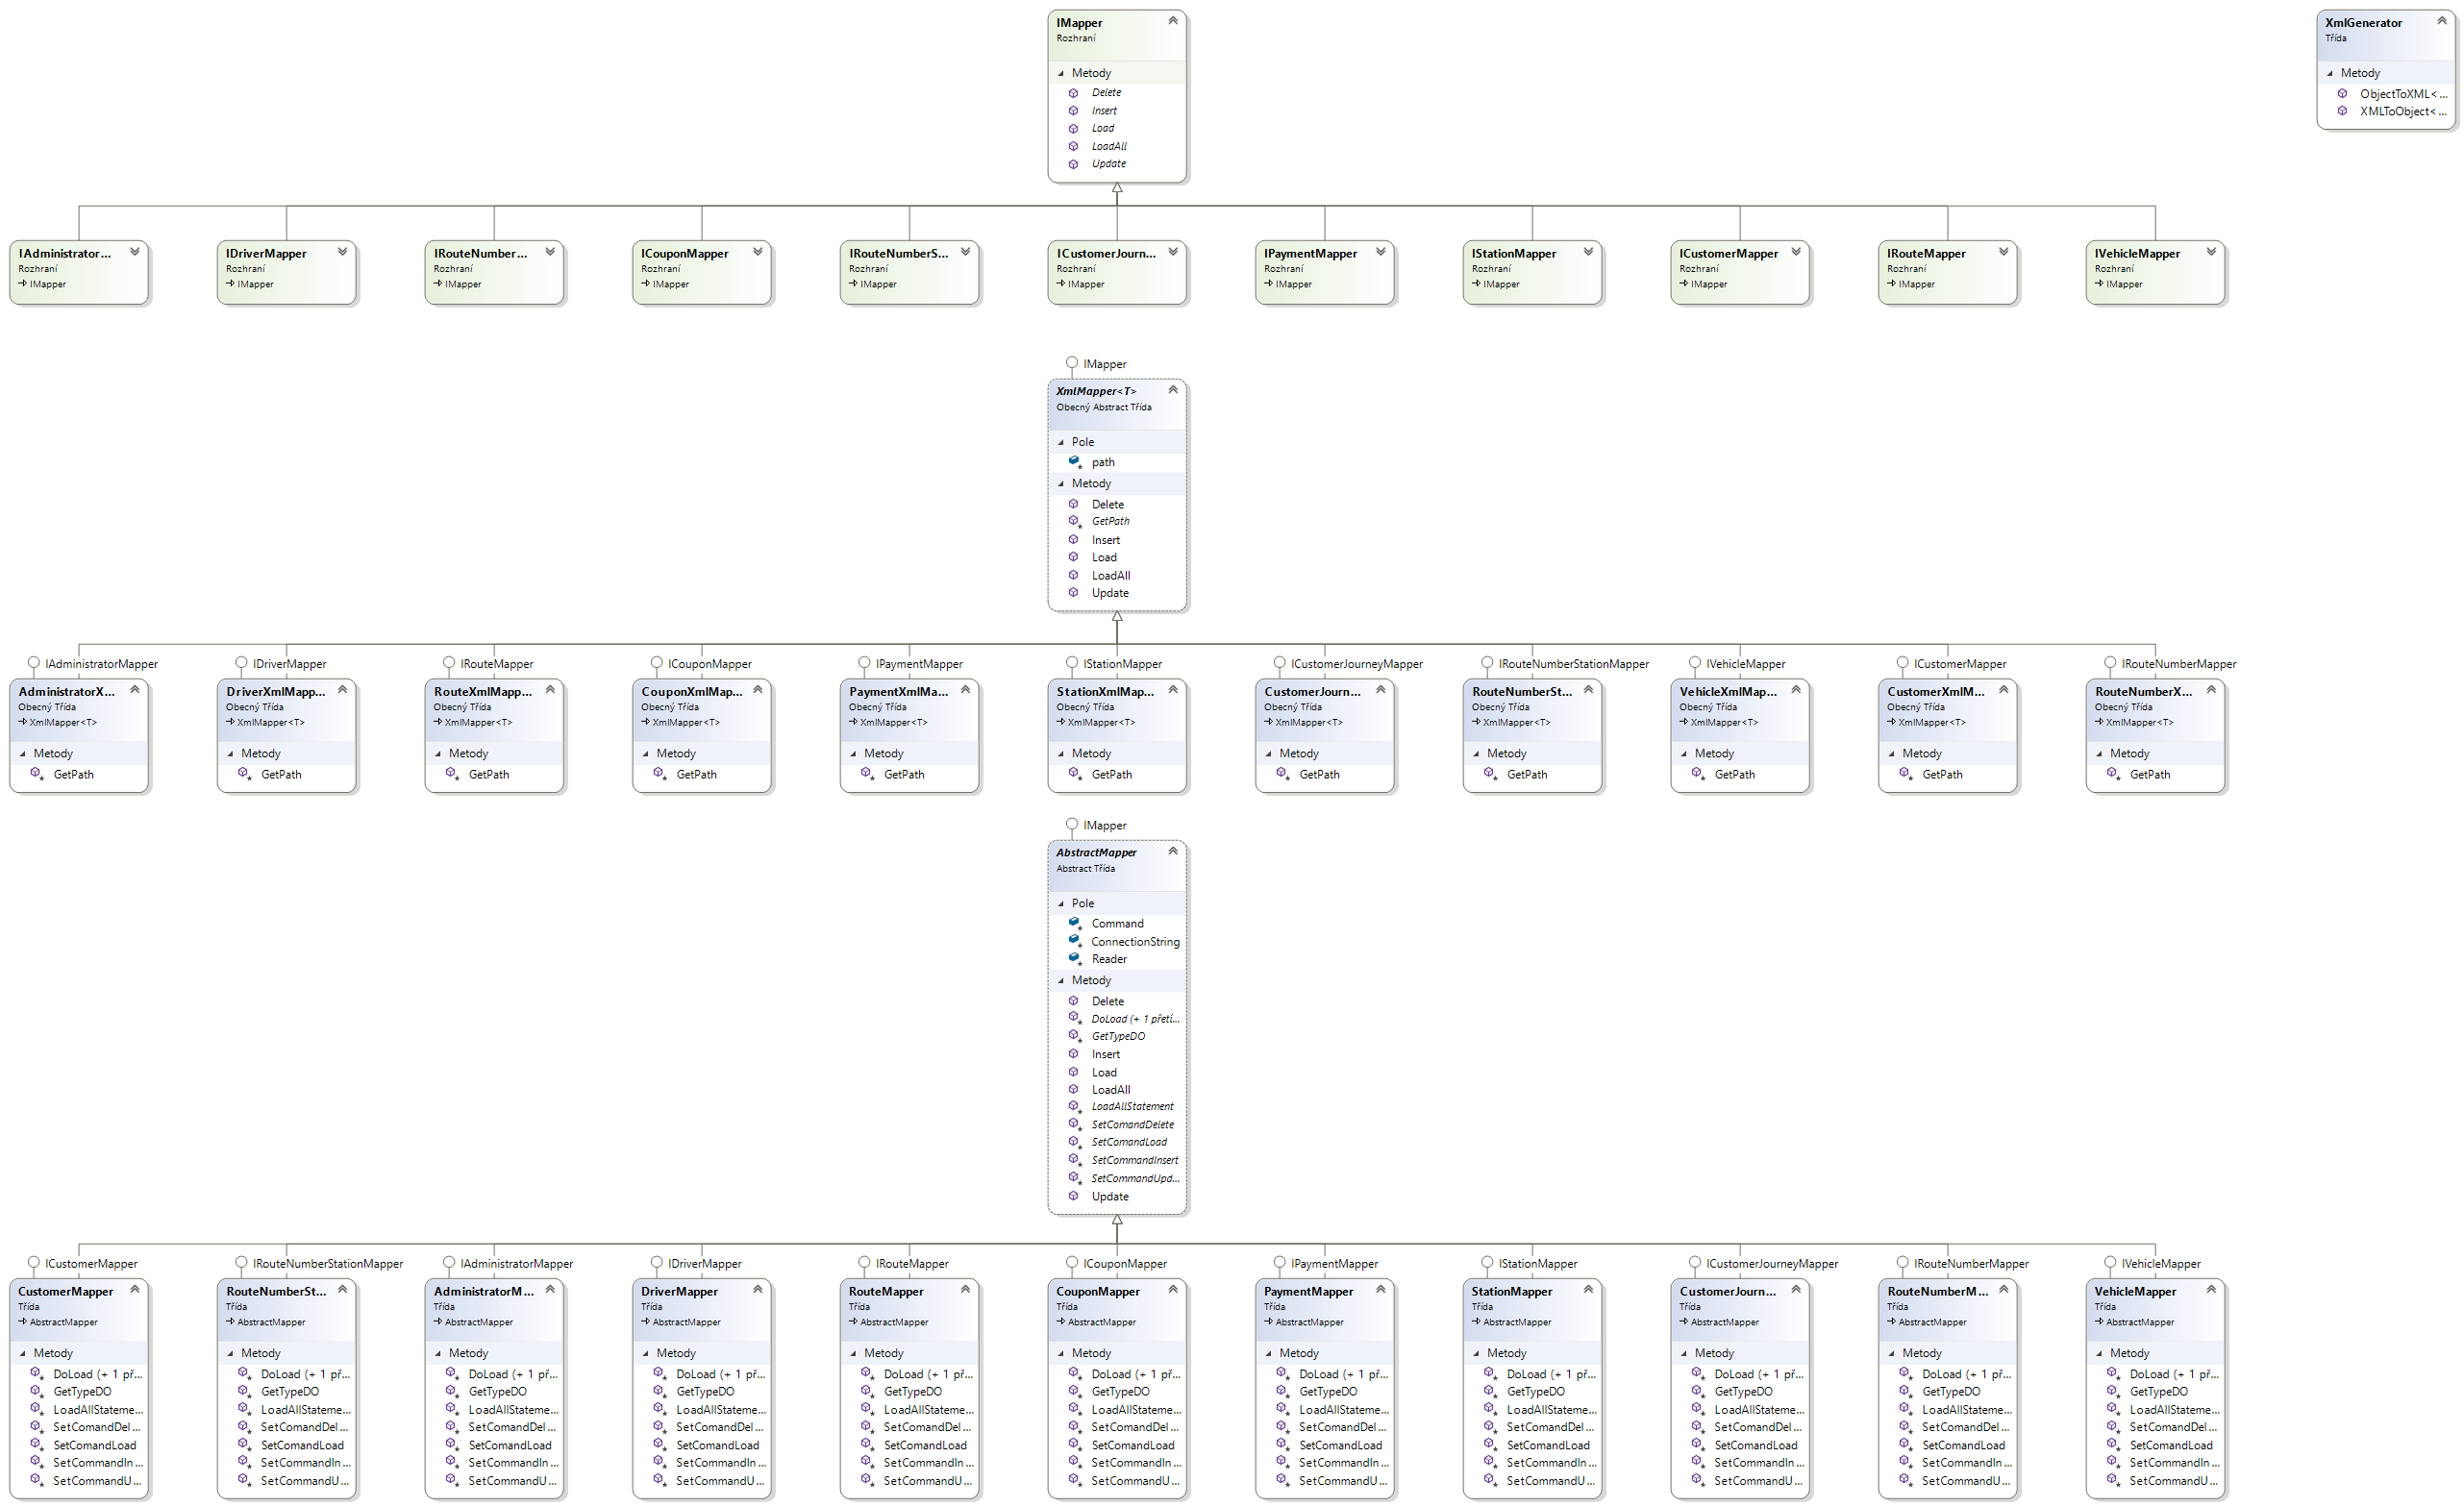 IMapper
Rozhraní
Metody
Delete
Insert
Load
LoadAll
Update
XmlGenerator
Třída
Metody
ObjectToXML< ...
XMLToObject< ...
IAdministrator...
Rozhraní
IMapper
IDriverMapper
Rozhraní
IMapper
IRouteNumber...
Rozhraní
IMapper
ICouponMapper
Rozhraní
IMapper
IRouteNumberS...
Rozhraní
IMapper
ICustomerJourn...
Rozhraní
IMapper
IPaymentMapper
Rozhraní
IMapper
IStationMapper
Rozhraní
IMapper
ICustomerMapper
Rozhraní
IMapper
IRouteMapper
Rozhraní
IMapper
IVehicleMapper
Rozhraní
IMapper
IMapper
XmlMapper<T>
Obecný Abstract Třída
Pole
path
Metody
Delete
GetPath
Insert
Load
LoadAll
Update
IAdministratorMapper
AdministratorX...
Obecný Třída
XmlMapper<T>
Metody
GetPath
IDriverMapper
DriverXmlMapp...
Obecný Třída
XmlMapper<T>
Metody
GetPath
IRouteMapper
RouteXmlMapp...
Obecný Třída
XmlMapper<T>
Metody
GetPath
ICouponMapper
CouponXmlMap...
Obecný Třída
XmlMapper<T>
Metody
GetPath
IPaymentMapper
PaymentXmlMa...
Obecný Třída
XmlMapper<T>
Metody
GetPath
IStationMapper
StationXmlMap...
Obecný Třída
XmlMapper<T>
Metody
GetPath
ICustomerJourneyMapper
CustomerJourn...
Obecný Třída
XmlMapper<T>
Metody
GetPath
IRouteNumberStationMapper
RouteNumberSt...
Obecný Třída
XmlMapper<T>
Metody
GetPath
IVehicleMapper
VehicleXmlMap...
Obecný Třída
XmlMapper<T>
Metody
GetPath
ICustomerMapper
CustomerXmlM...
Obecný Třída
XmlMapper<T>
Metody
GetPath
IRouteNumberMapper
RouteNumberX...
Obecný Třída
XmlMapper<T>
Metody
GetPath
IMapper
AbstractMapper
Abstract Třída
Pole
Command
ConnectionString
Reader
Metody
Delete
DoLoad (+ 1 přetí...
GetTypeDO
Insert
Load
LoadAll
LoadAllStatement
SetComandDelete
SetComandLoad
SetCommandInsert
SetCommandUpd...
Update
ICustomerMapper
CustomerMapper
Třída
AbstractMapper
Metody
DoLoad (+ 1 př...
GetTypeDO
LoadAllStateme...
SetComandDel...
SetComandLoad
SetCommandIn...
SetCommandU...
IRouteNumberStationMapper
RouteNumberSt...
Třída
AbstractMapper
Metody
DoLoad (+ 1 př...
GetTypeDO
LoadAllStateme...
SetComandDel...
SetComandLoad
SetCommandIn...
SetCommandU...
IAdministratorMapper
AdministratorM...
Třída
AbstractMapper
Metody
DoLoad (+ 1 př...
GetTypeDO
LoadAllStateme...
SetComandDel...
SetComandLoad
SetCommandIn...
SetCommandU...
IDriverMapper
DriverMapper
Třída
AbstractMapper
Metody
DoLoad (+ 1 př...
GetTypeDO
LoadAllStateme...
SetComandDel...
SetComandLoad
SetCommandIn...
SetCommandU...
IRouteMapper
RouteMapper
Třída
AbstractMapper
Metody
DoLoad (+ 1 př...
GetTypeDO
LoadAllStateme...
SetComandDel...
SetComandLoad
SetCommandIn...
SetCommandU...
ICouponMapper
CouponMapper
Třída
AbstractMapper
Metody
DoLoad (+ 1 př...
GetTypeDO
LoadAllStateme...
SetComandDel...
SetComandLoad
SetCommandIn...
SetCommandU...
IPaymentMapper
PaymentMapper
Třída
AbstractMapper
Metody
DoLoad (+ 1 př...
GetTypeDO
LoadAllStateme...
SetComandDel...
SetComandLoad
SetCommandIn...
SetCommandU...
IStationMapper
StationMapper
Třída
AbstractMapper
Metody
DoLoad (+ 1 př...
GetTypeDO
LoadAllStateme...
SetComandDel...
SetComandLoad
SetCommandIn...
SetCommandU...
ICustomerJourneyMapper
CustomerJourn...
Třída
AbstractMapper
Metody
DoLoad (+ 1 př...
GetTypeDO
LoadAllStateme...
SetComandDel...
SetComandLoad
SetCommandIn...
SetCommandU...
IRouteNumberMapper
RouteNumberM...
Třída
AbstractMapper
Metody
DoLoad (+ 1 př...
GetTypeDO
LoadAllStateme...
SetComandDel...
SetComandLoad
SetCommandIn...
SetCommandU...
IVehicleMapper
VehicleMapper
Třída
AbstractMapper
Metody
DoLoad (+ 1 př...
GetTypeDO
LoadAllStateme...
SetComandDel...
SetComandLoad
SetCommandIn...
SetCommandU...